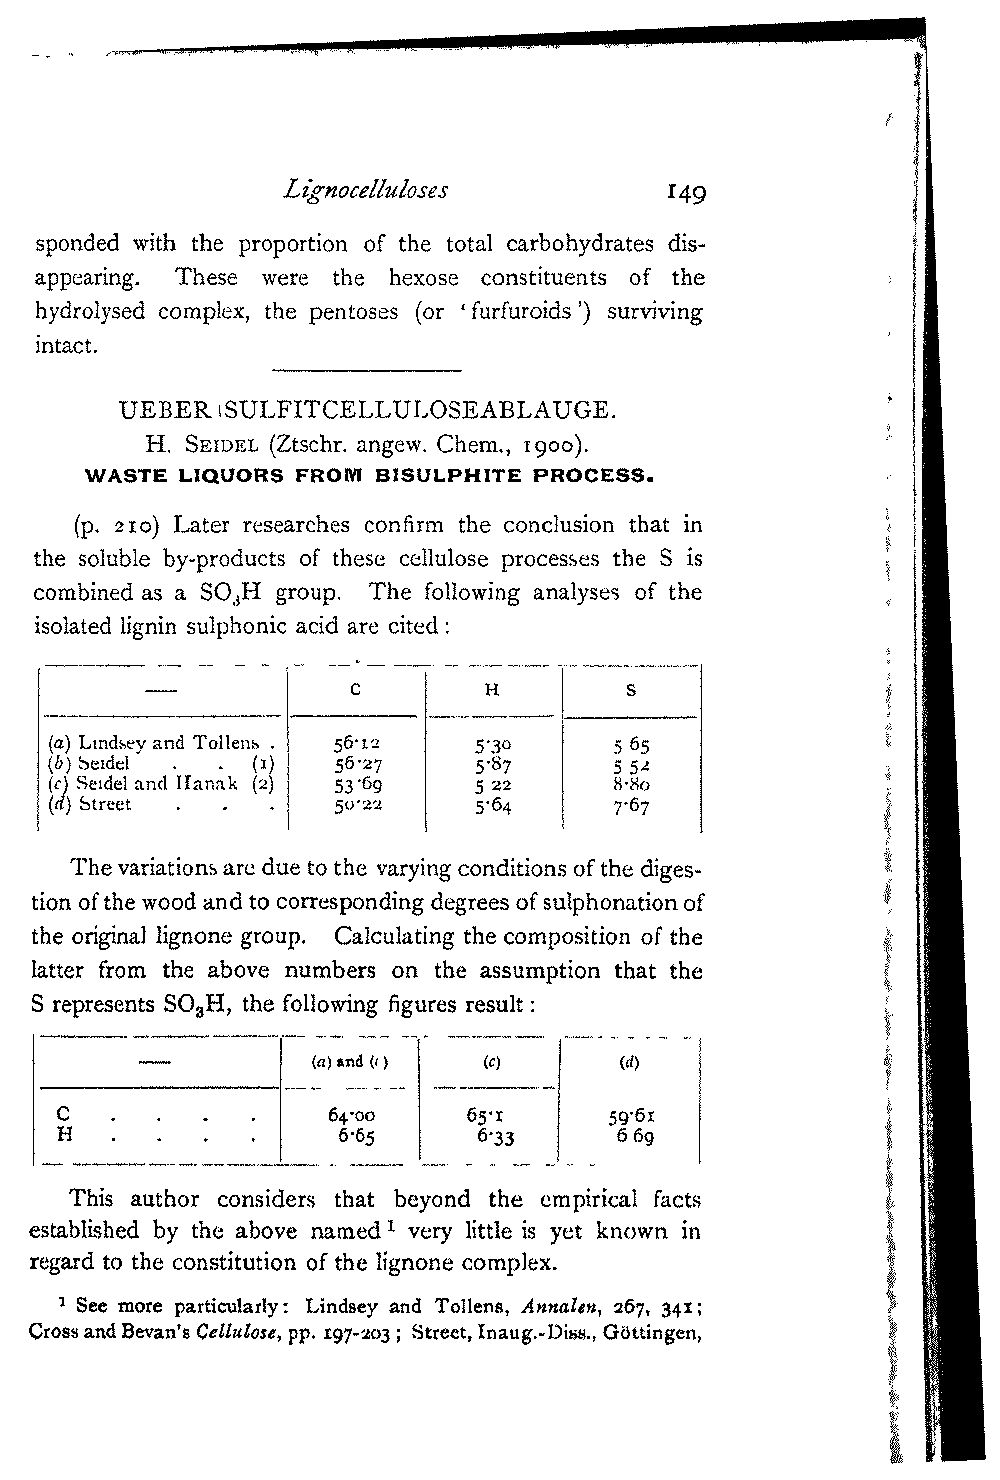 Lignocelluloses 149
sponded with the proportion of the total carbohydrates dis-
appearing. These were the hexose constituents of the
hydrolysed complex, the pentoses (or ‘furfuroids’) surviving
intact.
UEBER SULFITCELLULOSEABLAUGE.
H. SEIDEL (Ztschr. angew. Chem., 1900).
WASTE LIQUORS FROM BISULPHITE PROCESS.
(p. 210) Later researches confirm the conclusion that in
the soluble by-products of these cellulose processes the S is
combined as a SO₃H group. The following analyses of the
isolated lignin sulphonic acid are cited :
— C H S
(a) Lindsey and Tollens . 56·12 5·30 5 65
(b) Seidel . . (1) 56·27 5·87 5 52
(c) Seidel and Hanak (2) 53·69 5 22 8·80
(d) Street . . . 50·22 5·64 7·67
The variations are due to the varying conditions of the diges-
tion of the wood and to corresponding degrees of sulphonation of
the original lignone group. Calculating the composition of the
latter from the above numbers on the assumption that the
S represents SO₃H, the following figures result :
— (a) and ( ) (c) (d)
C . . . . 64·00 65·1 59·61
H . . . . 6·65 6·33 6 69
This author considers that beyond the empirical facts
established by the above named ¹ very little is yet known in
regard to the constitution of the lignone complex.
¹ See more particularly: Lindsey and Tollens, Annalen, 267, 341;
Cross and Bevan's Cellulose, pp. 197-203 ; Street, Inaug.-Diss., Göttingen,